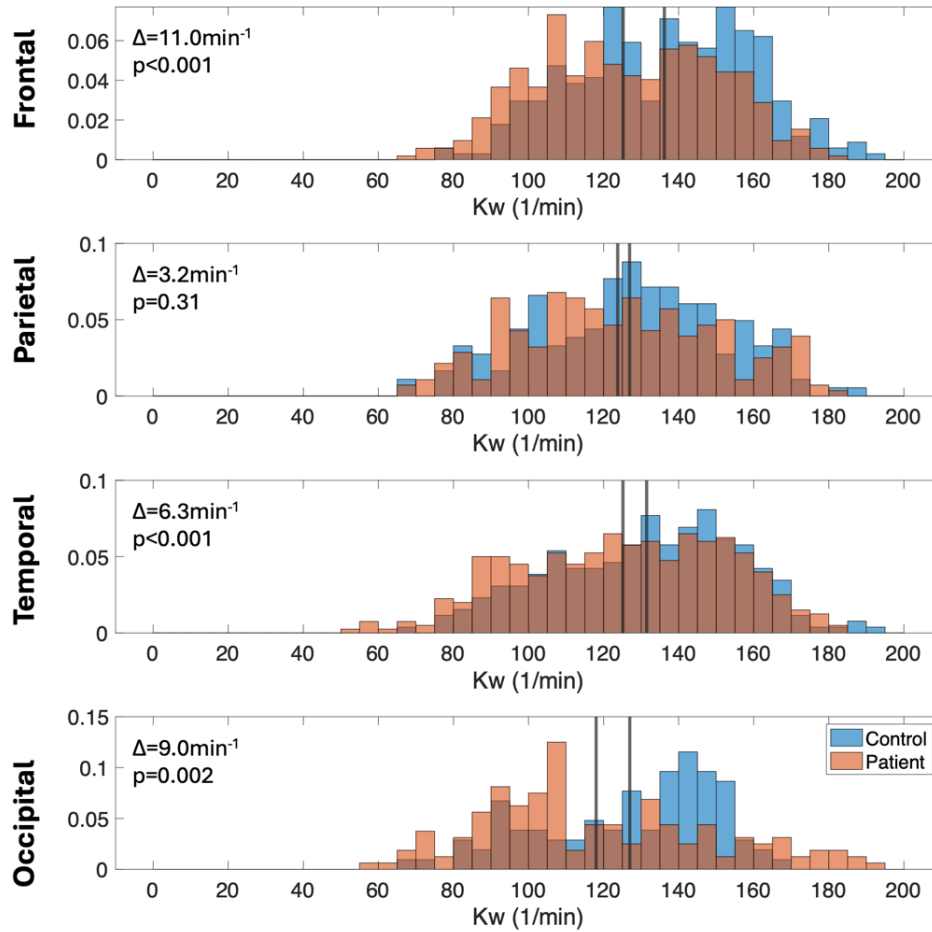 Frontal
Δ=11.0min⁻¹
p<0.001
0.06
0.04
0.02
0
0 20 40 60 80 100 120 140 160 180 200
Kw (1/min)
Parietal
Δ=3.2min⁻¹
p=0.31
0.1
0.05
0
0 20 40 60 80 100 120 140 160 180 200
Kw (1/min)
Temporal
Δ=6.3min⁻¹
p<0.001
0.1
0.05
0
0 20 40 60 80 100 120 140 160 180 200
Kw (1/min)
Occipital
Δ=9.0min⁻¹
p=0.002
0.15
0.1
0.05
0
Control
Patient
0 20 40 60 80 100 120 140 160 180 200
Kw (1/min)